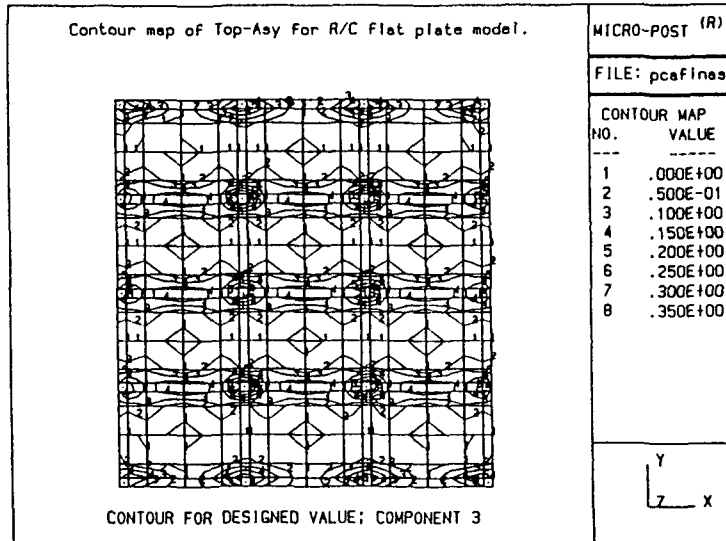 Contour map of Top-Asy for R/C flat plate model.
MICRO-POST (R)
FILE: pcafinas
CONTOUR MAP
NO. VALUE
--- -----
1 .000E+00
2 .500E-01
3 .100E+00
4 .150E+00
5 .200E+00
6 .250E+00
7 .300E+00
8 .350E+00
Y
Z X
CONTOUR FOR DESIGNED VALUE; COMPONENT 3